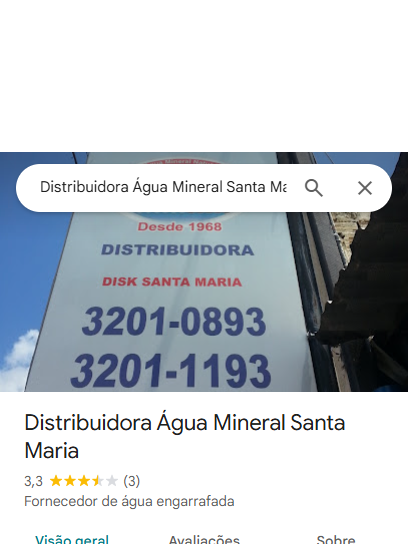 Distribuidora Água Mineral Santa Ma
Desde 1968
DISTRIBUIDORA
DISK SANTA MARIA
3201-0893
3201-1193
Distribuidora Água Mineral Santa
Maria
3,3 (3)
Fornecedor de água engarrafada
Visão geral Avaliações Sobre